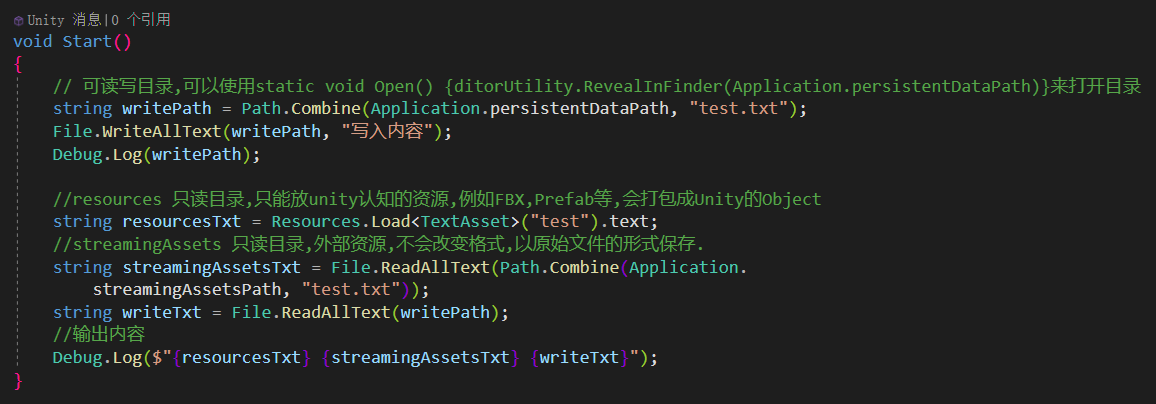 Unity 消息|0 个引用
void Start()
{
// 可读写目录,可以使用static void Open() {ditorUtility.RevealInFinder(Application.persistentDataPath)}来打开目录
string writePath = Path.Combine(Application.persistentDataPath, "test.txt");
File.WriteAllText(writePath, "写入内容");
Debug.Log(writePath);
//resources 只读目录,只能放unity认知的资源,例如FBX,Prefab等,会打包成Unity的Object
string resourcesTxt = Resources.Load<TextAsset>("test").text;
//streamingAssets 只读目录,外部资源,不会改变格式,以原始文件的形式保存.
string streamingAssetsTxt = File.ReadAllText(Path.Combine(Application.
streamingAssetsPath, "test.txt"));
string writeTxt = File.ReadAllText(writePath);
//输出内容
Debug.Log($"{resourcesTxt} {streamingAssetsTxt} {writeTxt}");
}